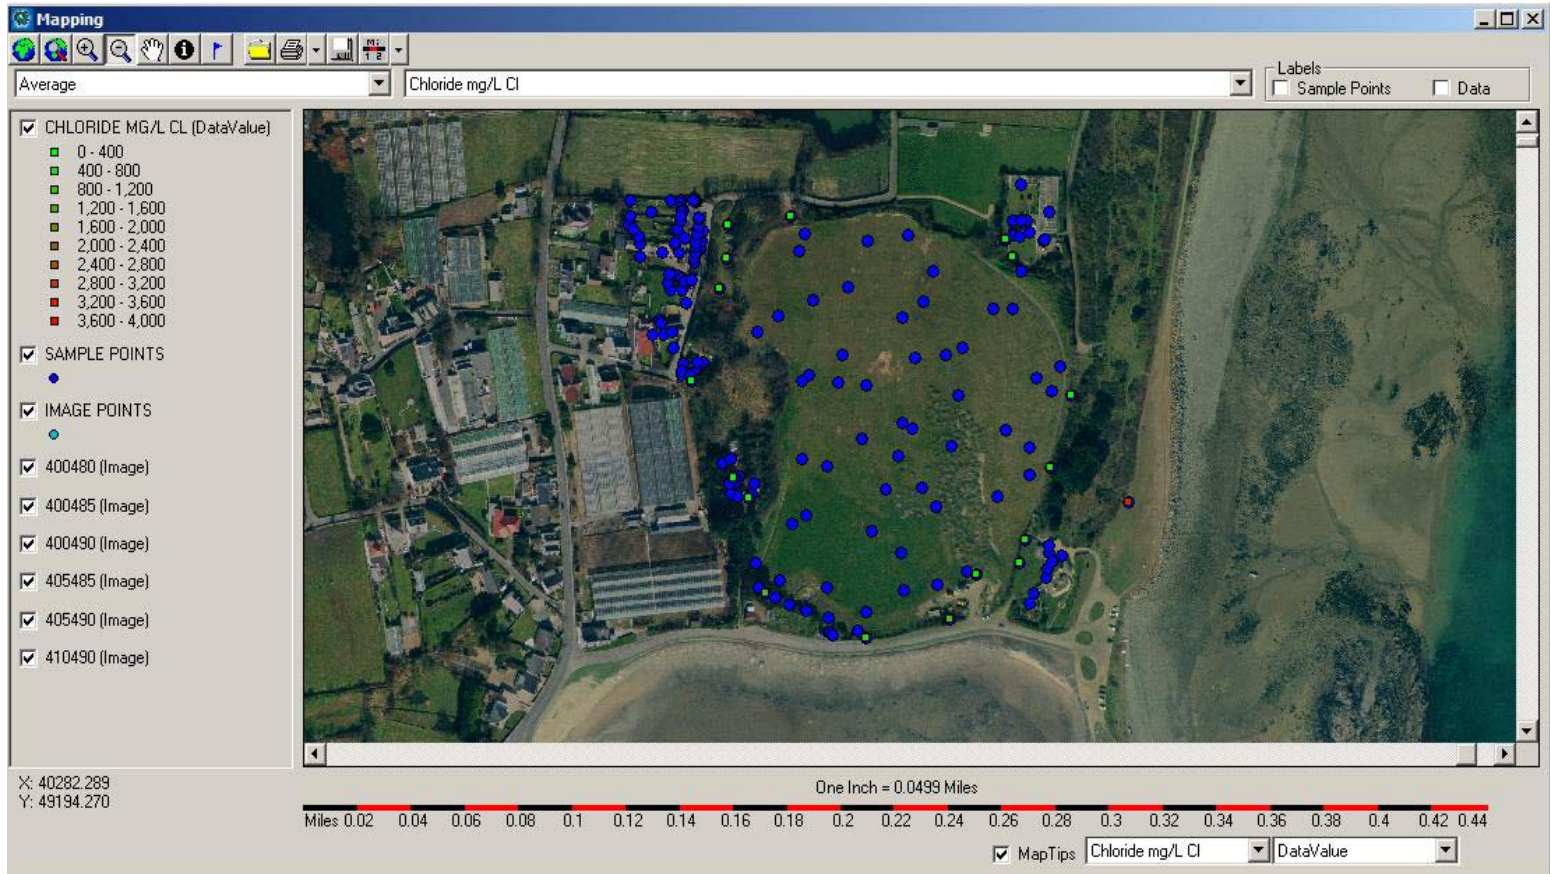 Mapping
Mi
1 2
Average
Chloride mg/L Cl
Labels
Sample Points
Data
CHLORIDE MG/L CL (DataValue)
0 - 400
400 - 800
800 - 1,200
1,200 - 1,600
1,600 - 2,000
2,000 - 2,400
2,400 - 2,800
2,800 - 3,200
3,200 - 3,600
3,600 - 4,000
SAMPLE POINTS
IMAGE POINTS
400480 (Image)
400485 (Image)
400490 (Image)
405485 (Image)
405490 (Image)
410490 (Image)
X: 40282.289
Y: 49194.270
One Inch = 0.0499 Miles
Miles 0.02 0.04 0.06 0.08 0.1 0.12 0.14 0.16 0.18 0.2 0.22 0.24 0.26 0.28 0.3 0.32 0.34 0.36 0.38 0.4 0.42 0.44
MapTips Chloride mg/L Cl DataValue